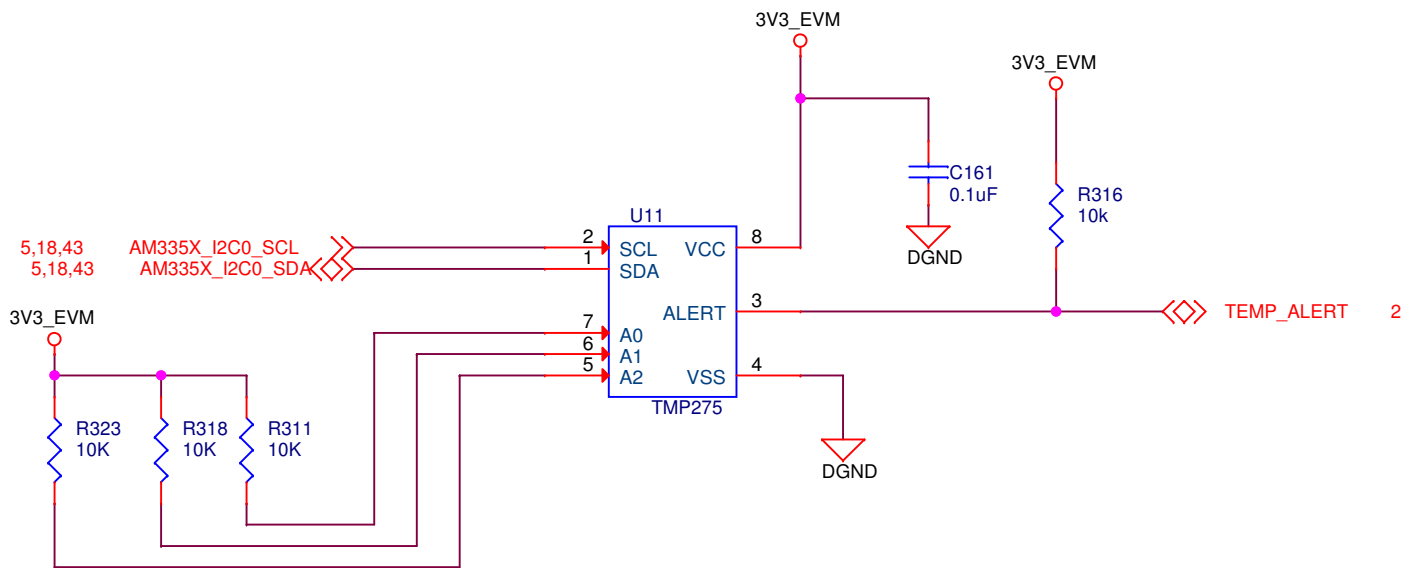 3V3_EVM
3V3_EVM
C161
0.1uF
R316
10k
DGND
U11
5,18,43 AM335X_I2C0_SCL
5,18,43 AM335X_I2C0_SDA
2 SCL VCC 8
1 SDA
ALERT 3
TEMP_ALERT 2
7 A0
6 A1
5 A2
VSS 4
TMP275
DGND
3V3_EVM
R323
10K
R318
10K
R311
10K